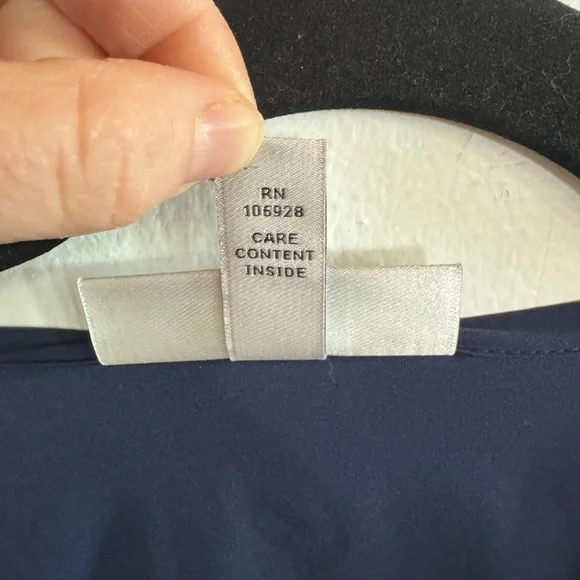 RN
106928
CARE
CONTENT
INSIDE